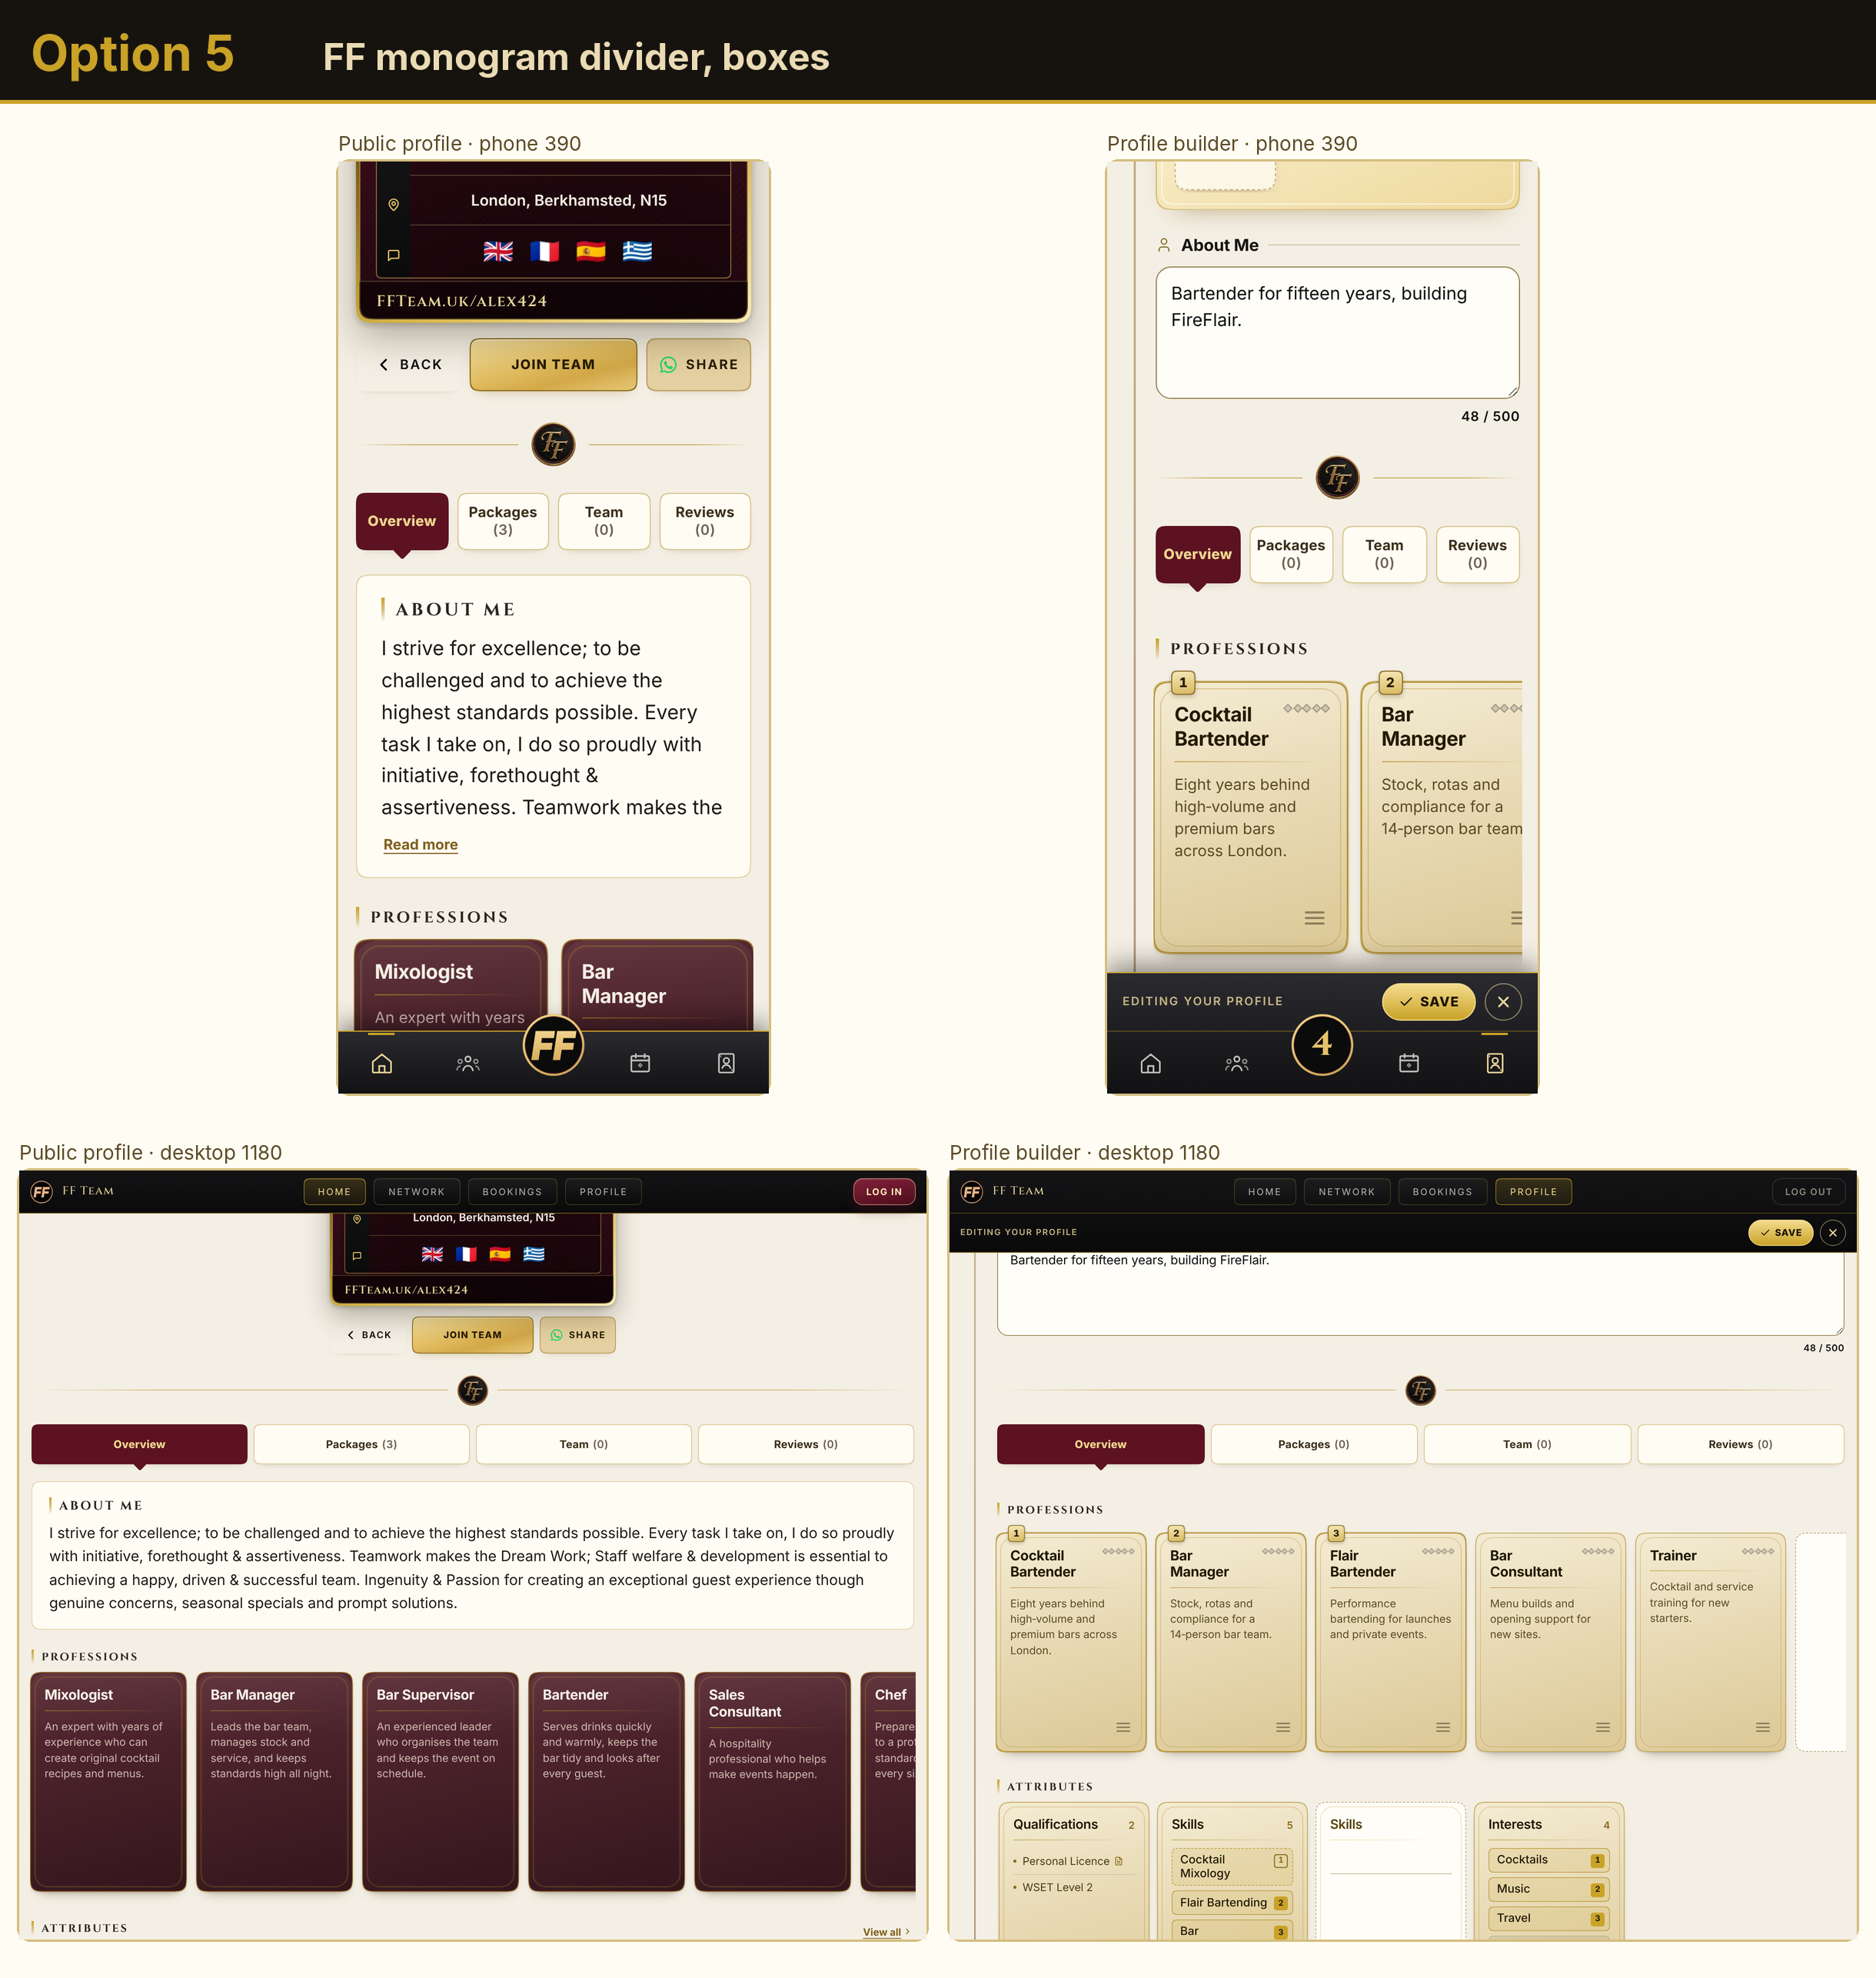 Option 5 FF monogram divider, boxes
Public profile · phone 390
London, Berkhamsted, N15
FFTEAM.UK/ALEX424
BACK
JOIN TEAM
SHARE
FF
Overview
Packages
(3)
Team
(0)
Reviews
(0)
ABOUT ME
I strive for excellence; to be
challenged and to achieve the
highest standards possible. Every
task I take on, I do so proudly with
initiative, forethought &
assertiveness. Teamwork makes the
Read more
PROFESSIONS
Mixologist
An expert with years
Bar
Manager
FF
Profile builder · phone 390
About Me
Bartender for fifteen years, building
FireFlair.
48 / 500
FF
Overview
Packages
(0)
Team
(0)
Reviews
(0)
PROFESSIONS
1
Cocktail
Bartender
Eight years behind
high-volume and
premium bars
across London.
2
Bar
Manager
Stock, rotas and
compliance for a
14-person bar team
EDITING YOUR PROFILE
SAVE
4
Public profile · desktop 1180
FF
FF TEAM
HOME
NETWORK
BOOKINGS
PROFILE
LOG IN
London, Berkhamsted, N15
FFTEAM.UK/ALEX424
BACK
JOIN TEAM
SHARE
FF
Overview
Packages (3)
Team (0)
Reviews (0)
ABOUT ME
I strive for excellence; to be challenged and to achieve the highest standards possible. Every task I take on, I do so proudly
with initiative, forethought & assertiveness. Teamwork makes the Dream Work; Staff welfare & development is essential to
achieving a happy, driven & successful team. Ingenuity & Passion for creating an exceptional guest experience though
genuine concerns, seasonal specials and prompt solutions.
PROFESSIONS
Mixologist
An expert with years of
experience who can
create original cocktail
recipes and menus.
Bar Manager
Leads the bar team,
manages stock and
service, and keeps
standards high all night.
Bar Supervisor
An experienced leader
who organises the team
and keeps the event on
schedule.
Bartender
Serves drinks quickly
and warmly, keeps the
bar tidy and looks after
every guest.
Sales
Consultant
A hospitality
professional who helps
make events happen.
Chef
Prepare
to a prof
standard
every si
ATTRIBUTES
View all
Profile builder · desktop 1180
FF
FF TEAM
HOME
NETWORK
BOOKINGS
PROFILE
LOG OUT
EDITING YOUR PROFILE
SAVE
Bartender for fifteen years, building FireFlair.
48 / 500
FF
Overview
Packages (0)
Team (0)
Reviews (0)
PROFESSIONS
1
Cocktail
Bartender
Eight years behind
high-volume and
premium bars across
London.
2
Bar
Manager
Stock, rotas and
compliance for a
14-person bar team.
3
Flair
Bartender
Performance
bartending for launches
and private events.
Bar
Consultant
Menu builds and
opening support for
new sites.
Trainer
Cocktail and service
training for new
starters.
ATTRIBUTES
Qualifications 2
• Personal Licence
• WSET Level 2
Skills 5
Cocktail
Mixology 1
Flair Bartending 2
Bar 3
Skills
Interests 4
Cocktails 1
Music 2
Travel 3